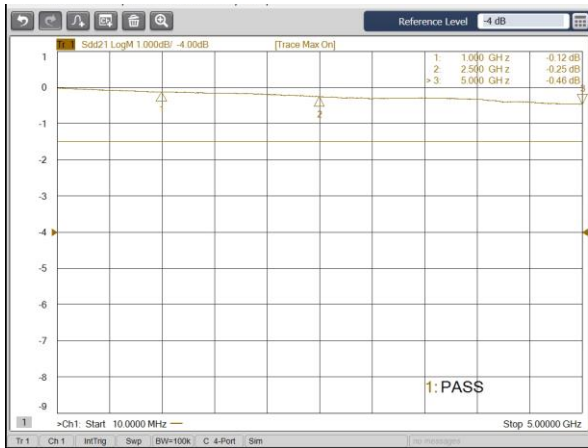 Reference Level -4 dB
Tr 1 Sdd21 LogM 1.000dB/ -4.00dB [Trace Max On]
1: 1.000 GHz -0.12 dB
2: 2.500 GHz -0.25 dB
> 3: 5.000 GHz -0.46 dB
1
0
-1
-2
-3
-4
-5
-6
-7
-8
-9
1
2
3
1: PASS
1 >Ch1: Start 10.0000 MHz Stop 5.00000 GHz
Tr 1 Ch 1 IntTrig Swp BW=100k C 4-Port Sim no messages